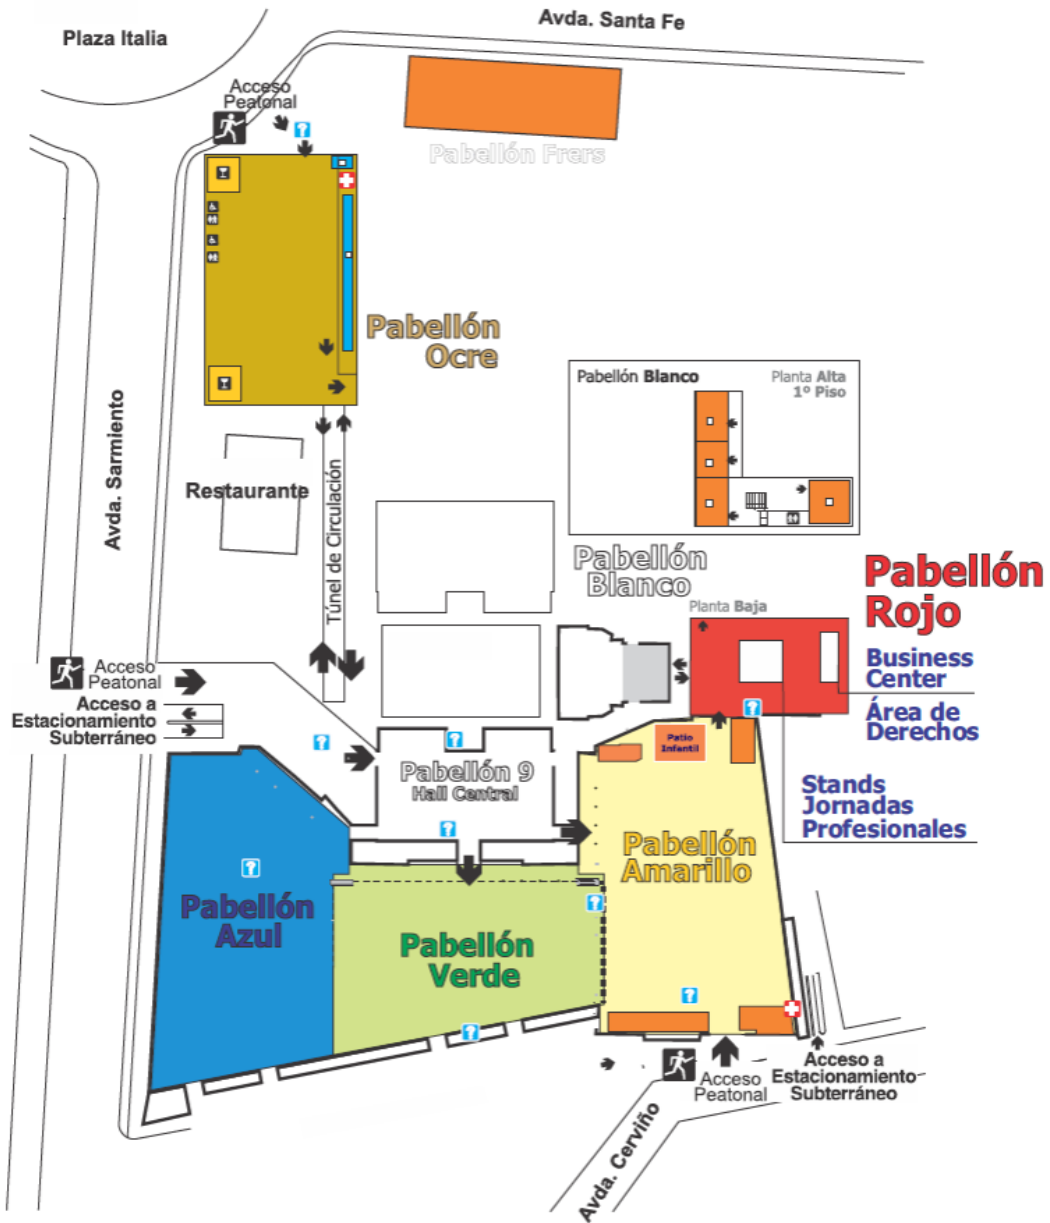 Avda. Santa Fe
Plaza Italia
Acceso
Peatonal
Pabellón Frers
Pabellón
Ocre
Pabellón Blanco
Planta Alta
1º Piso
Avda. Sarmiento
Restaurante
Túnel de Circulación
Pabellón
Blanco
Pabellón
Rojo
Planta Baja
Business
Center
Área de
Derechos
Acceso
Peatonal
Acceso a
Estacionamiento
Subterráneo
Patio
Infantil
Pabellón 9
Hall Central
Stands
Jornadas
Profesionales
Pabellón
Amarillo
Pabellón
Azul
Pabellón
Verde
Acceso
Peatonal
Acceso a
Estacionamiento
Subterráneo
Avda. Cerviño